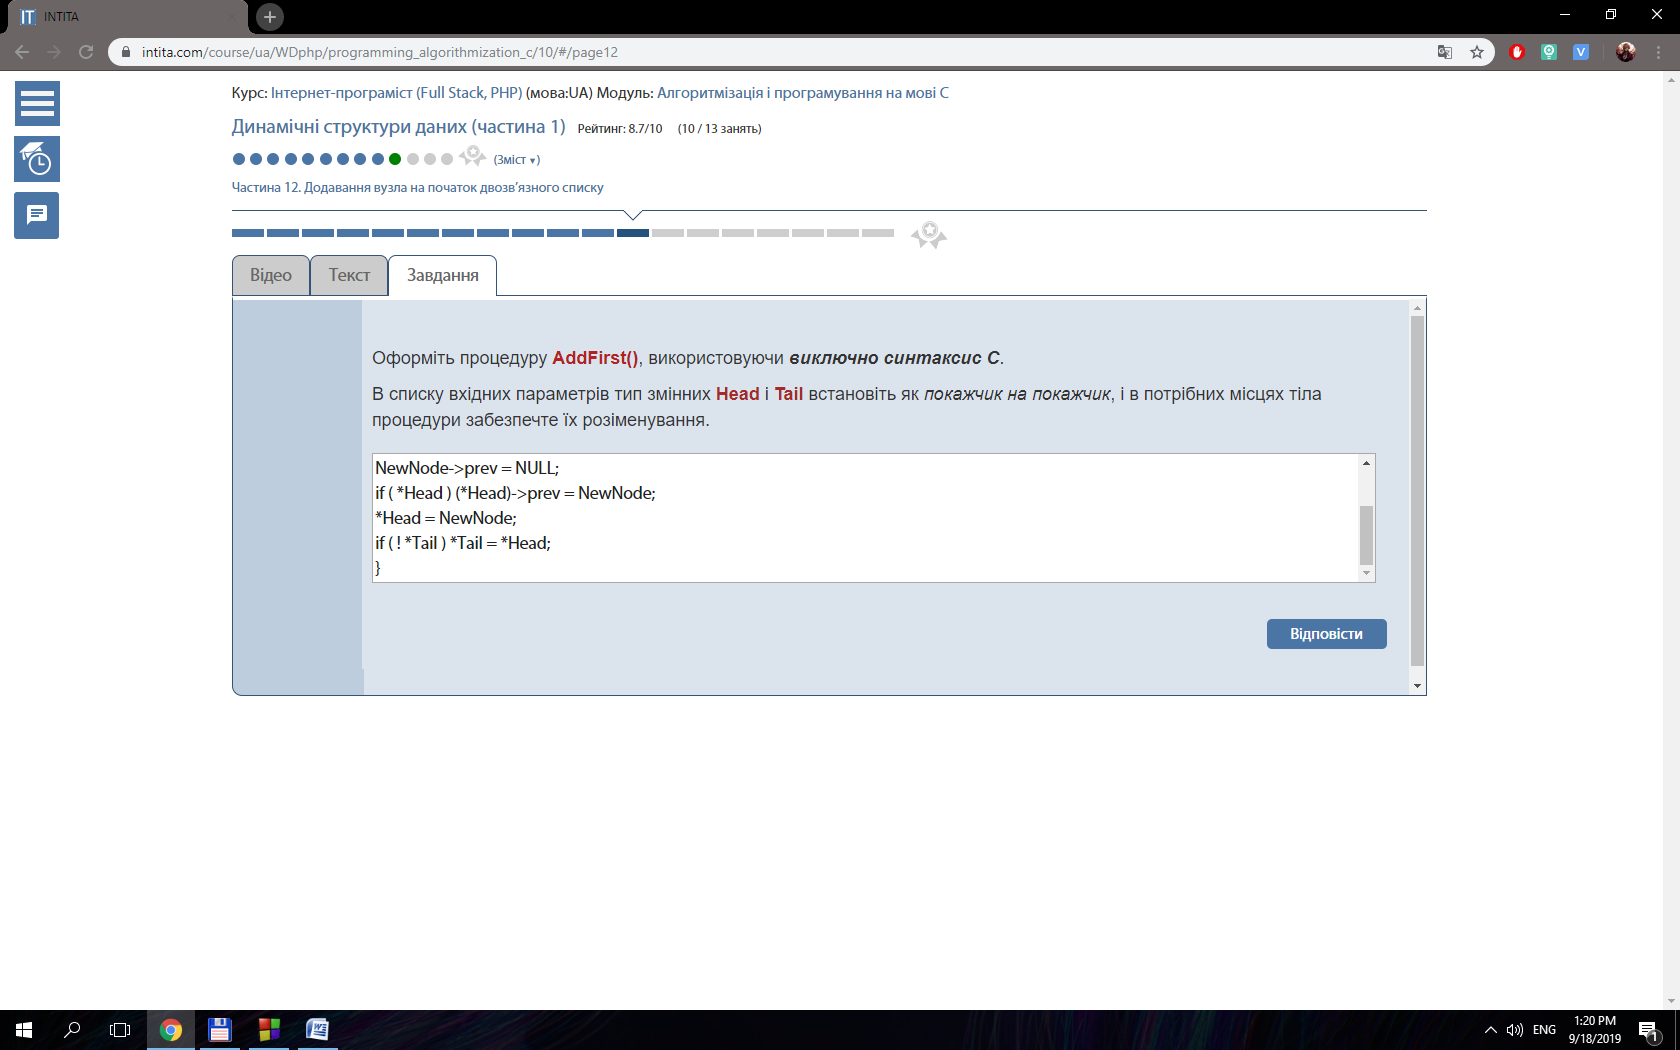 INTITA
intita.com/course/ua/WDphp/programming_algorithmization_c/10/#/page12
Курс: Інтернет-програміст (Full Stack, PHP) (мова:UA) Модуль: Алгоритмізація і програмування на мові С
Динамічні структури даних (частина 1) Рейтинг: 8.7/10 (10 / 13 занять)
(Зміст ▾)
Частина 12. Додавання вузла на початок двозв’язного списку
Відео
Текст
Завдання
Оформіть процедуру AddFirst(), використовуючи виключно синтаксис С.
В списку вхідних параметрів тип змінних Head і Tail встановіть як покажчик на покажчик, і в потрібних місцях тіла
процедури забезпечте їх розіменування.
NewNode->prev = NULL;
if ( *Head ) (*Head)->prev = NewNode;
*Head = NewNode;
if ( ! *Tail ) *Tail = *Head;
}
Відповісти
ENG
1:20 PM
9/18/2019
1